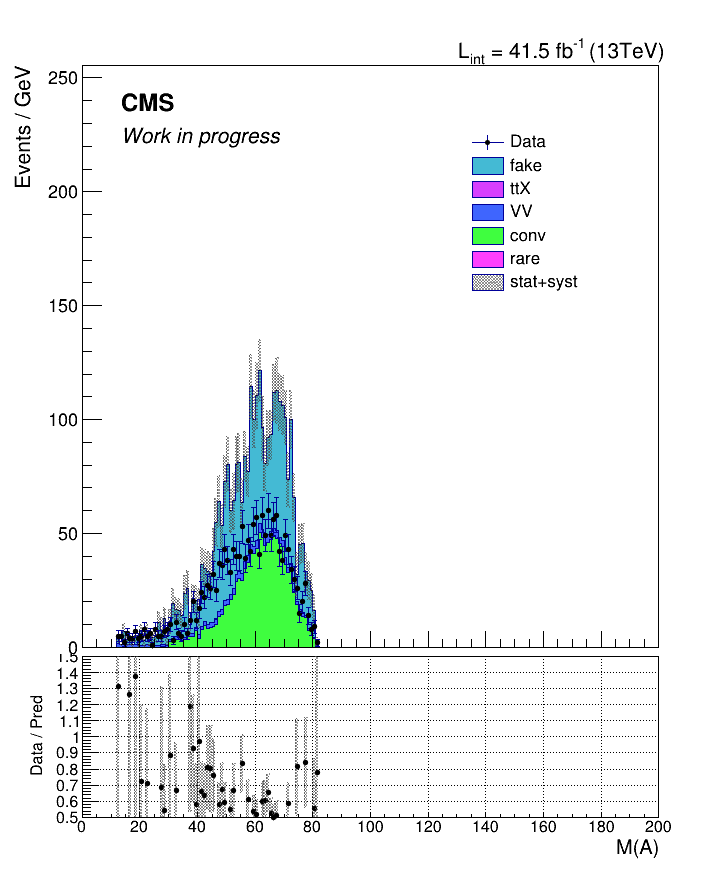 L_int = 41.5 fb^-1 (13TeV)
Events / GeV
250
200
150
100
50
0
CMS
Work in progress
Data
fake
ttX
VV
conv
rare
stat+syst
Data / Pred
1.5
1.4
1.3
1.2
1.1
1
0.9
0.8
0.7
0.6
0.5
0 20 40 60 80 100 120 140 160 180 200
M(A)